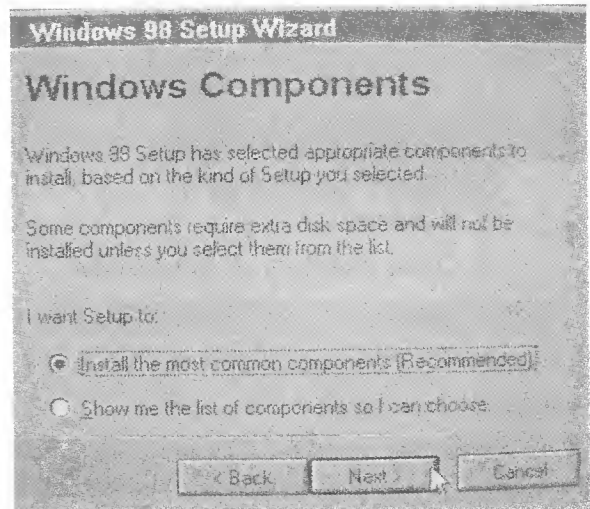 Windows 98 Setup Wizard
Windows Components
Windows 98 Setup has selected appropriate components to
install, based on the kind of Setup you selected.
Some components require extra disk space and will not be
installed unless you select them from the list.
I want Setup to:
Install the most common components (Recommended).
Show me the list of components so I can choose.
< Back Next > Cancel